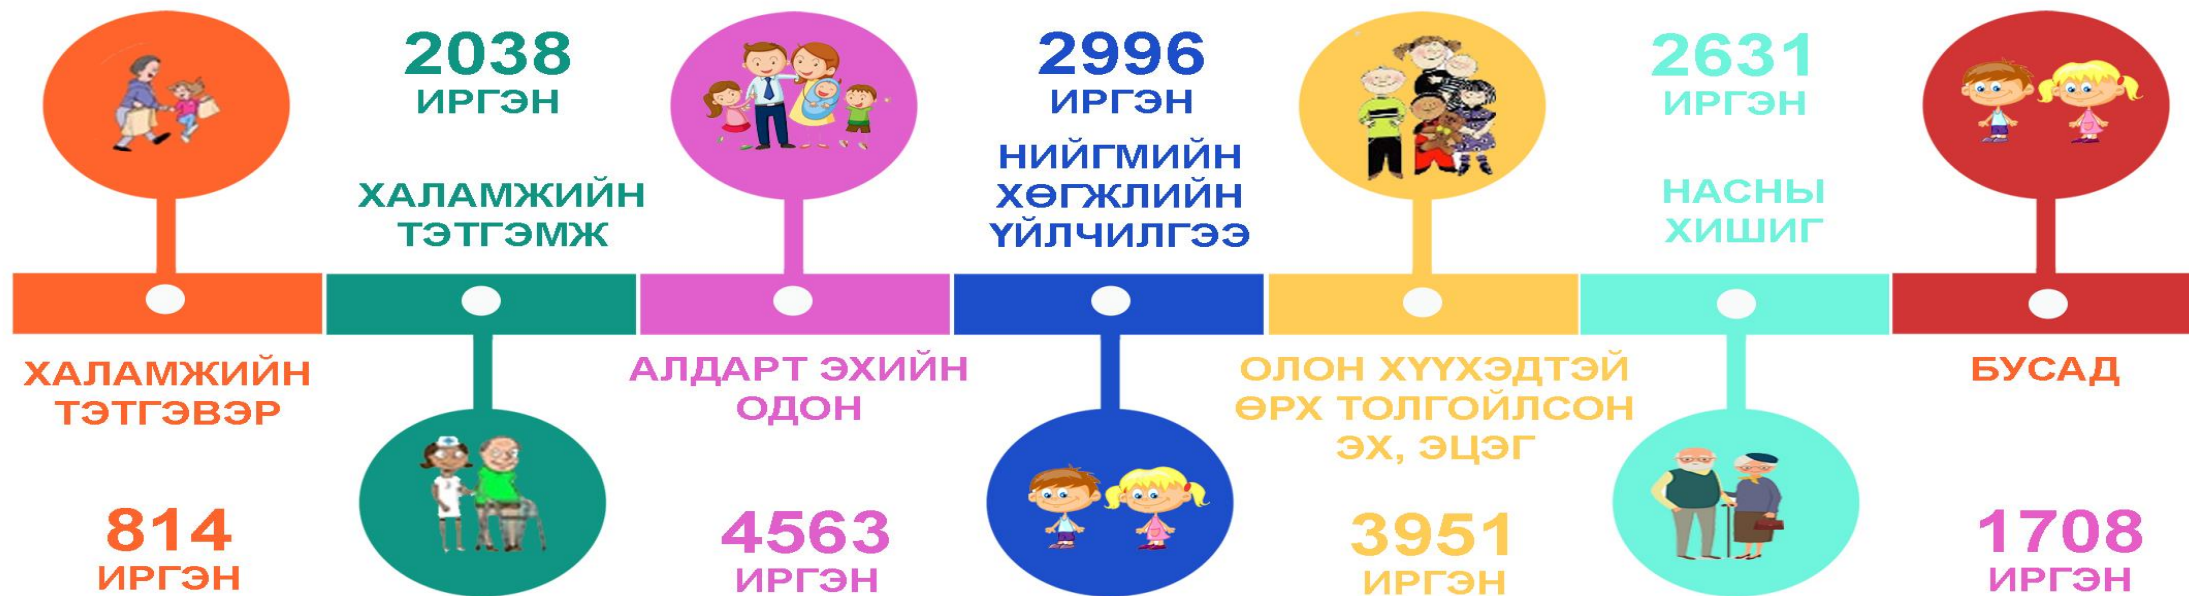 ХАЛАМЖИЙН
ТЭТГЭВЭР
814
ИРГЭН
2038
ИРГЭН
ХАЛАМЖИЙН
ТЭТГЭМЖ
АЛДАРТ ЭХИЙН
ОДОН
4563
ИРГЭН
2996
ИРГЭН
НИЙГМИЙН
ХӨГЖЛИЙН
ҮЙЛЧИЛГЭЭ
ОЛОН ХҮҮХЭДТЭЙ
ӨРХ ТОЛГОЙЛСОН
ЭХ, ЭЦЭГ
3951
ИРГЭН
2631
ИРГЭН
НАСНЫ
ХИШИГ
БУСАД
1708
ИРГЭН